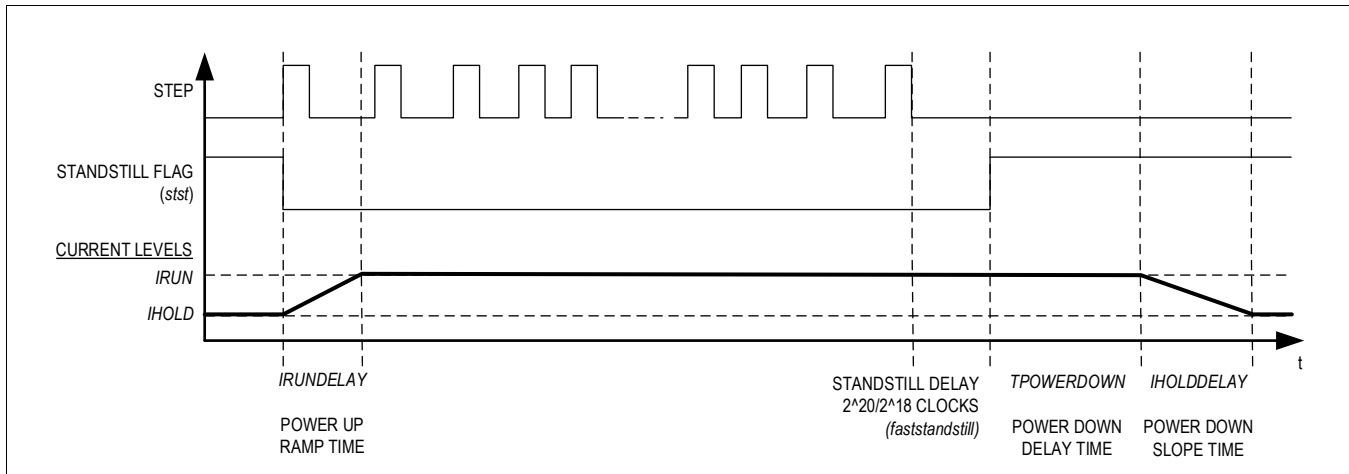 STEP
STANDSTILL FLAG
(stst)
CURRENT LEVELS
IRUN
IHOLD
t
IRUNDELAY
POWER UP
RAMP TIME
STANDSTILL DELAY
2^20/2^18 CLOCKS
(faststandstill)
TPOWERDOWN
POWER DOWN
DELAY TIME
IHOLDDELAY
POWER DOWN
SLOPE TIME